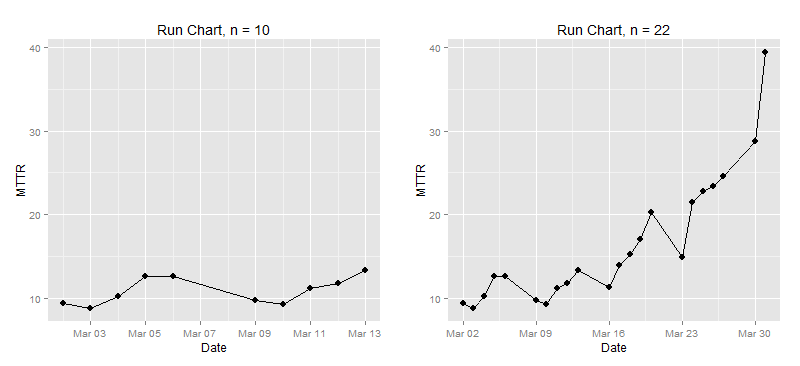 Run Chart, n = 10
40
30
20
10
MTTR
Mar 03
Mar 05
Mar 07
Mar 09
Mar 11
Mar 13
Date
Run Chart, n = 22
40
30
20
10
MTTR
Mar 02
Mar 09
Mar 16
Mar 23
Mar 30
Date